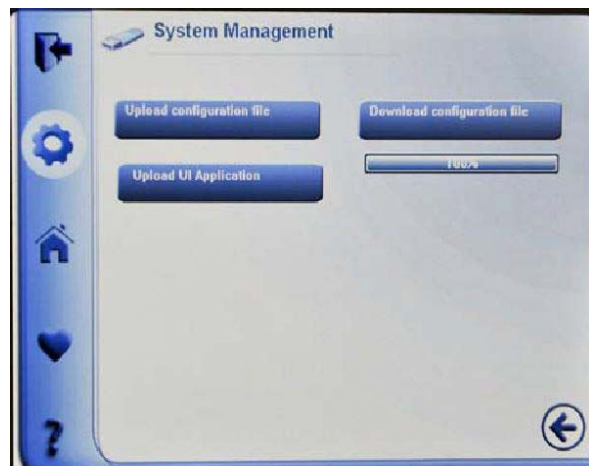 System Management
Upload configuration file
Download configuration file
100%
Upload UI Application
?